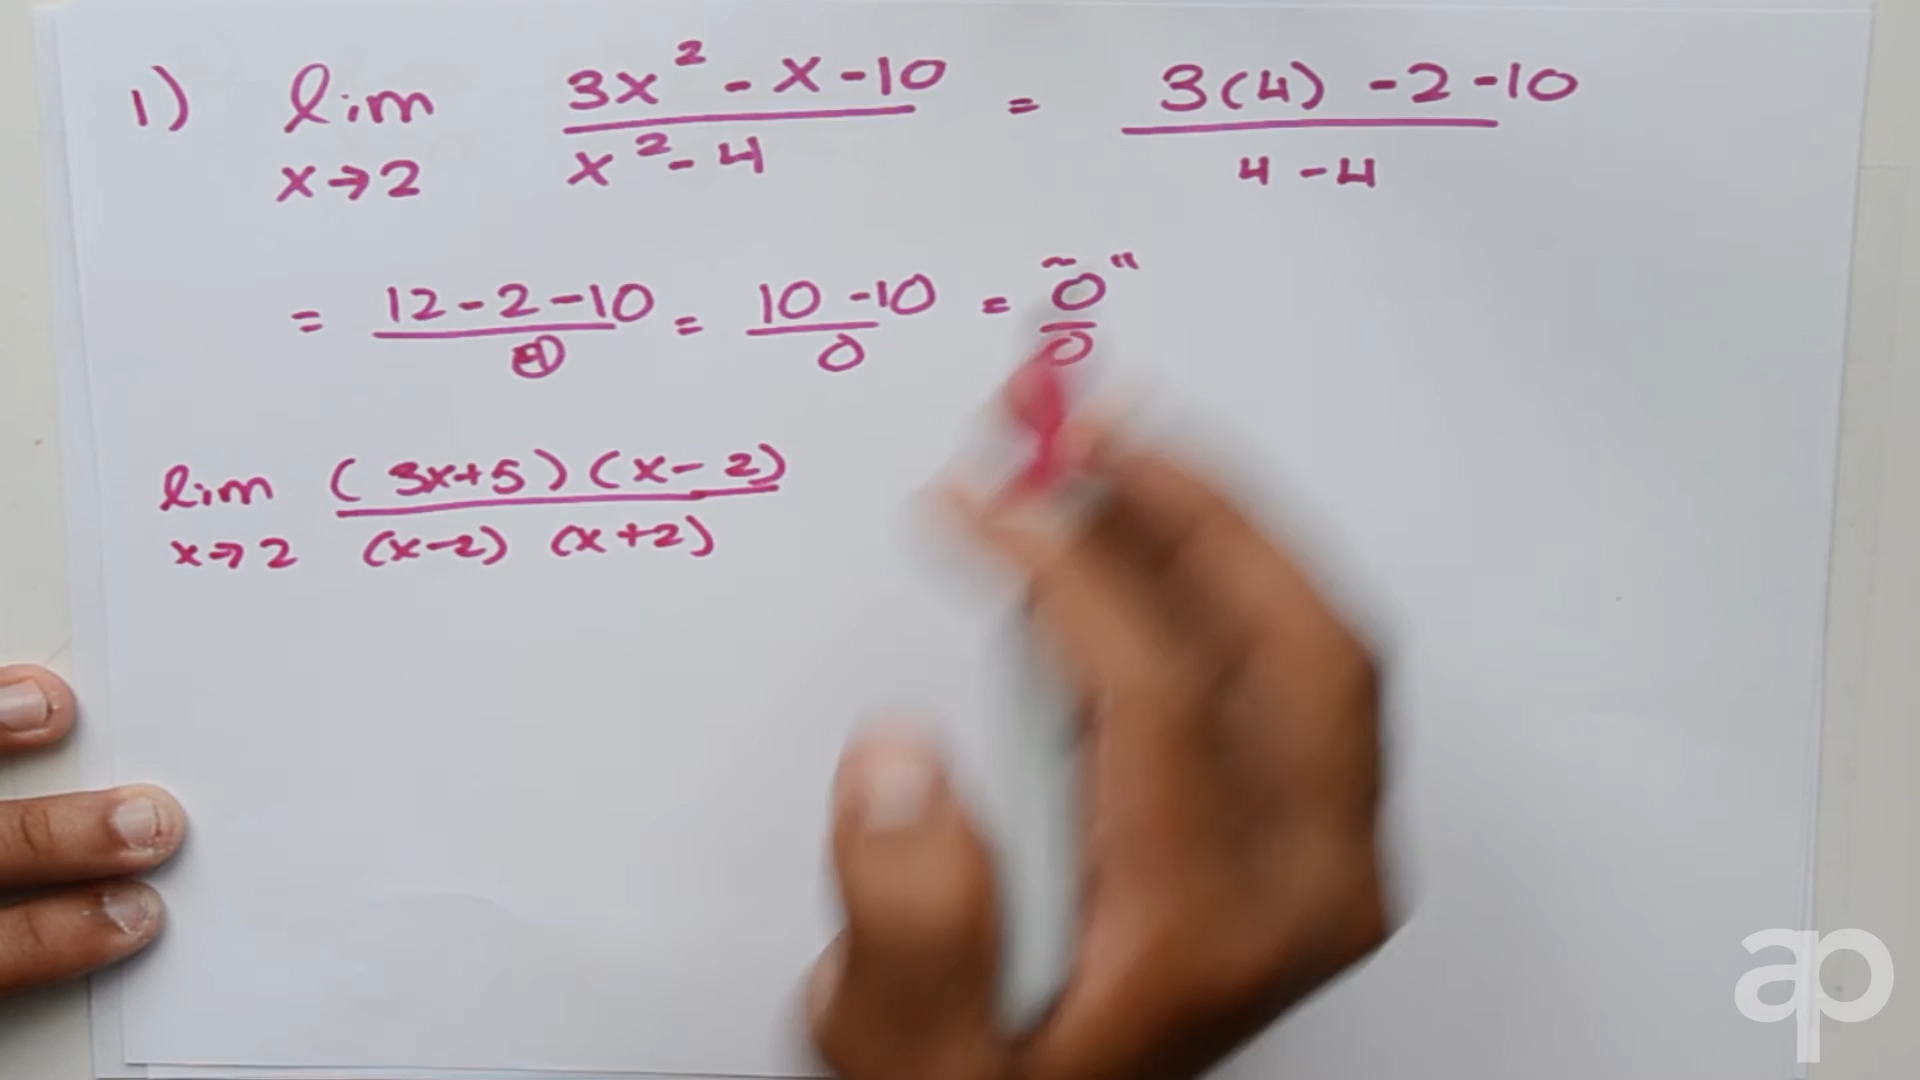 1) lim 3x² - x - 10 = 3(4) - 2 - 10
x→2 x² - 4 4 - 4
= 12 - 2 - 10 = 10 - 10 = "0"
0 0
lim (3x+5)(x-2)
x→2 (x-2) (x+2)
ap